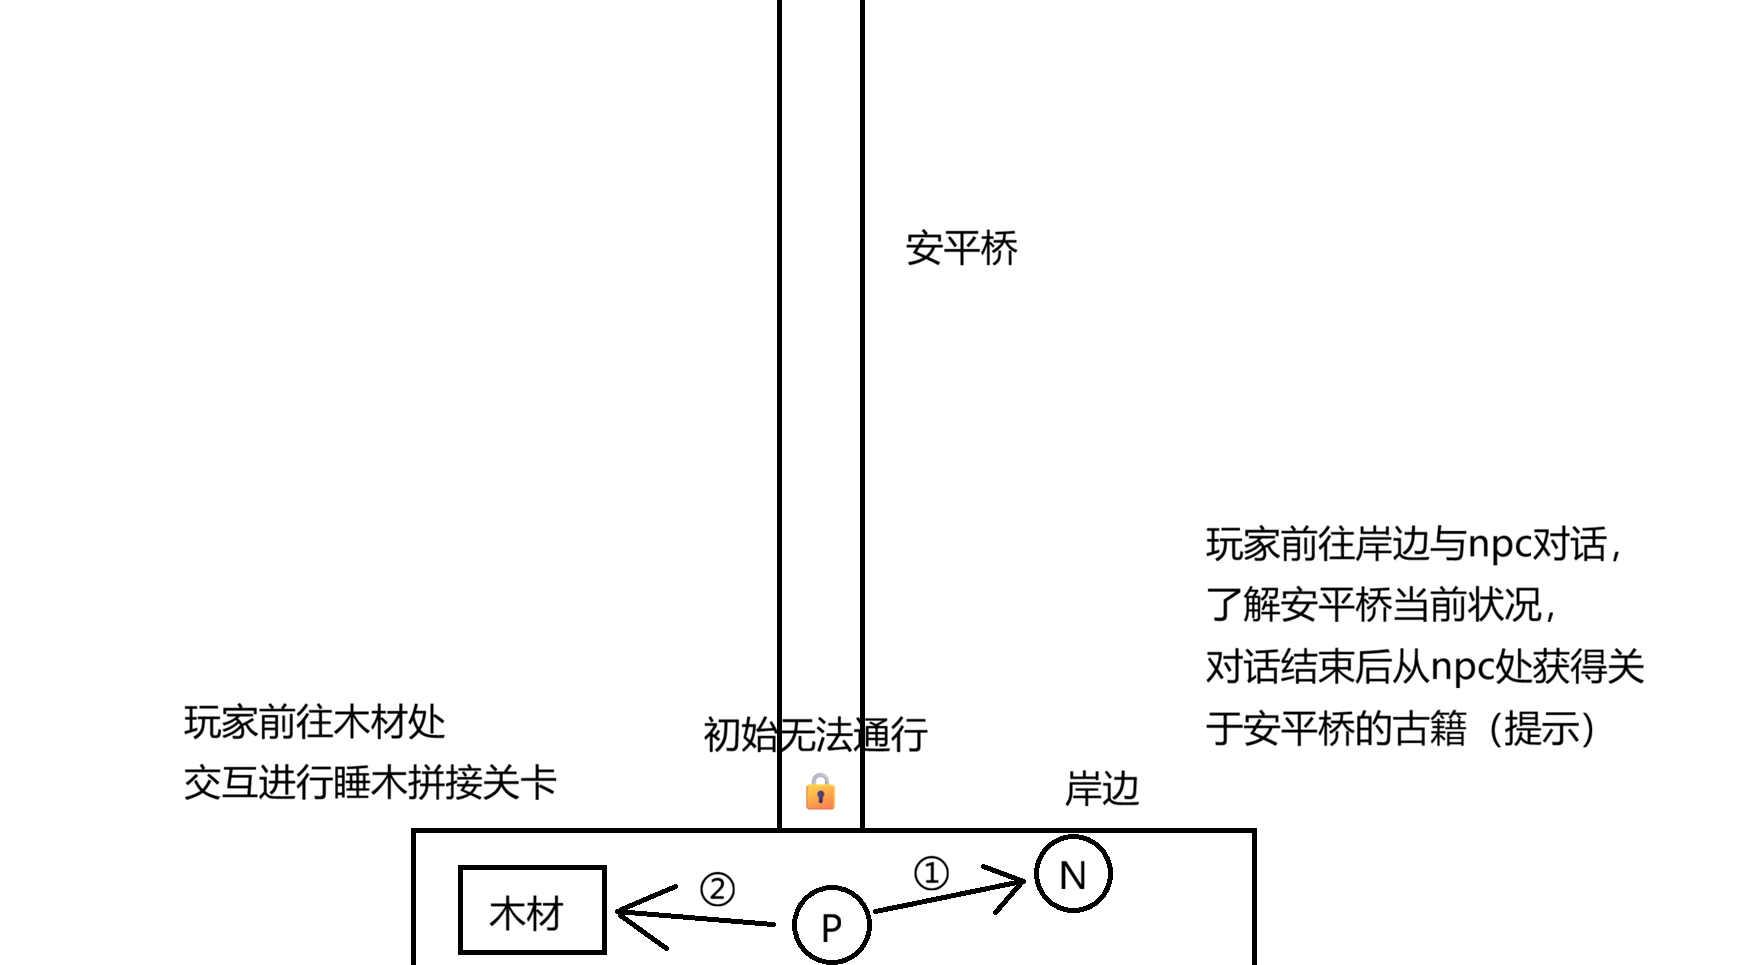 安平桥
玩家前往岸边与npc对话，
了解安平桥当前状况，
对话结束后从npc处获得关
于安平桥的古籍（提示）
玩家前往木材处
交互进行睡木拼接关卡
初始无法通行
岸边
木材
②
P
①
N